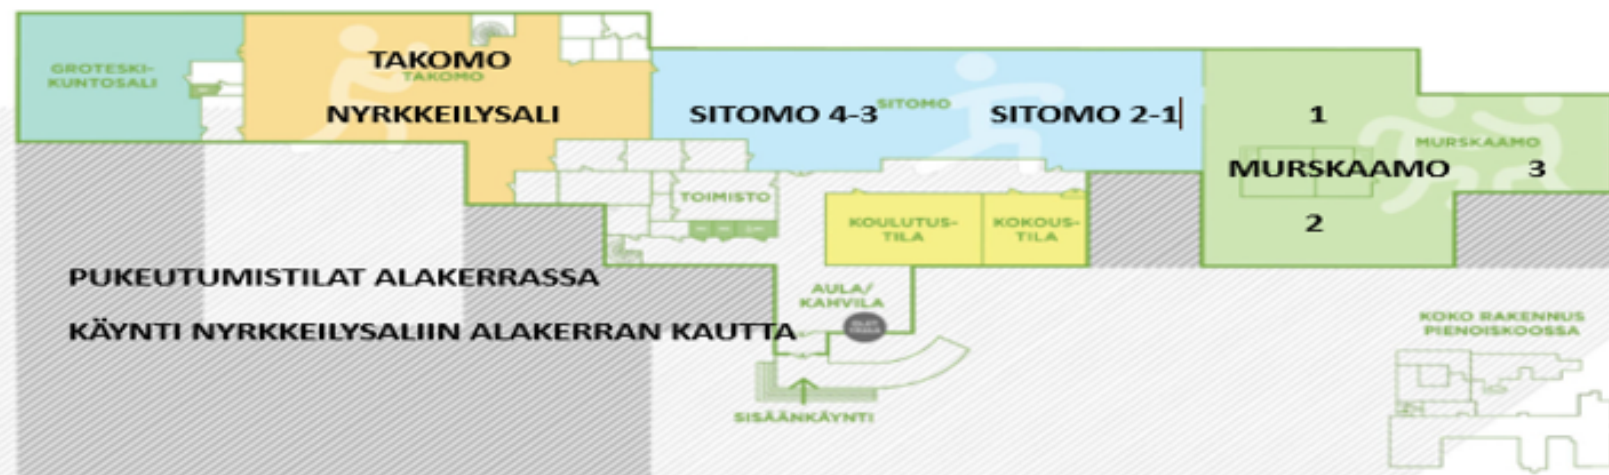 GROTESKI-
KUNTOSALI
TAKOMO
TAKOMO
NYRKKEILYSALI
SITOMO 4-3
SITOMO
SITOMO 2-1
1
MURSKAAMO
MURSKAAMO
3
2
TOIMISTO
KOULUTUS-
TILA
KOKOUS-
TILA
PUKEUTUMISTILAT ALAKERRASSA
KÄYNTI NYRKKEILYSALIIN ALAKERRAN KAUTTA
AULA/
KAHVILA
SISÄÄNKÄYNTI
KOKO RAKENNUS
PIENOISKOOSSA